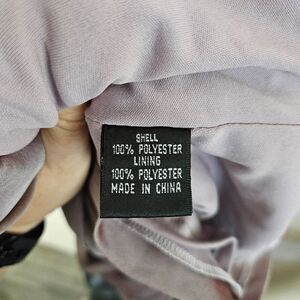 SHELL
100% POLYESTER
LINING
100% POLYESTER
MADE IN CHINA